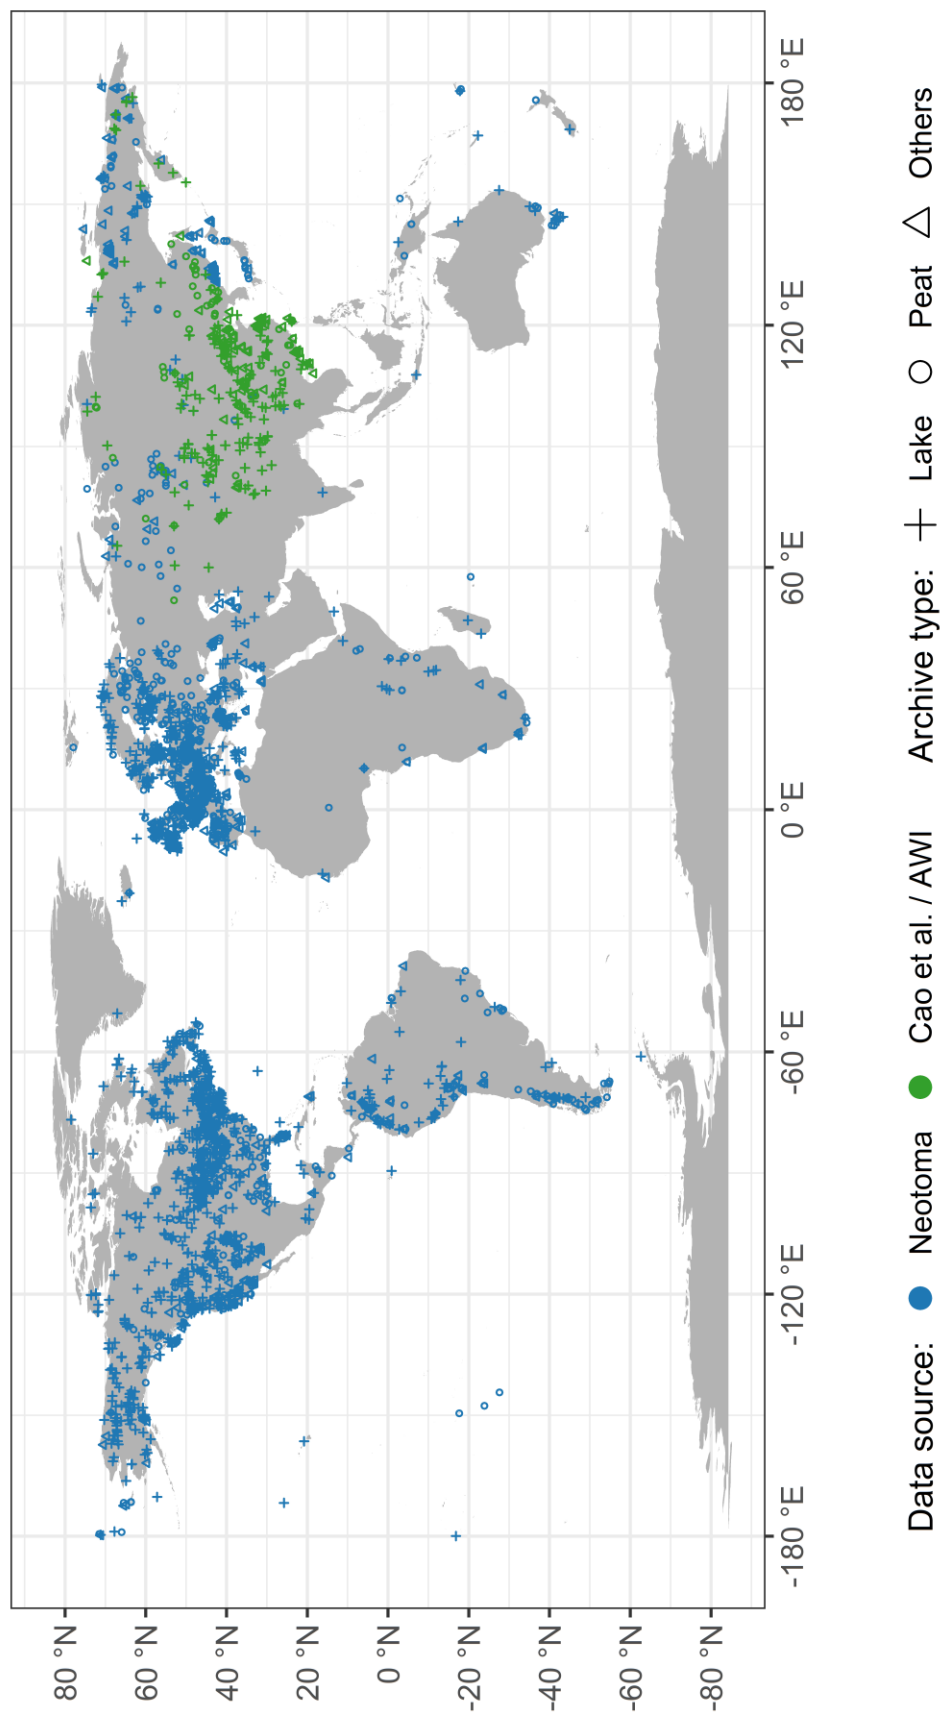 80 °N
60 °N
40 °N
20 °N
0 °N
-20 °N
-40 °N
-60 °N
-80 °N
-180 °E
-120 °E
-60 °E
0 °E
60 °E
120 °E
180 °E
Data source: Neotoma Cao et al. / AWI Archive type: Lake Peat Others